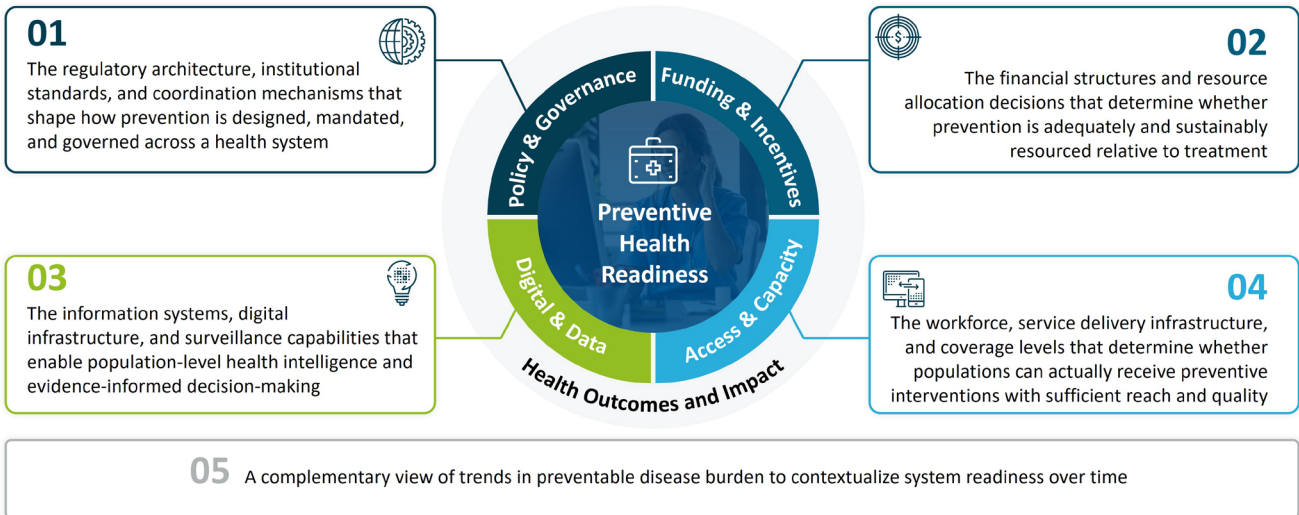 01
The regulatory architecture, institutional
standards, and coordination mechanisms that
shape how prevention is designed, mandated,
and governed across a health system
02
The financial structures and resource
allocation decisions that determine whether
prevention is adequately and sustainably
resourced relative to treatment
Policy & Governance
Funding & Incentives
$
Preventive
Health
Readiness
Digital & Data
Access & Capacity
Health Outcomes and Impact
03
The information systems, digital
infrastructure, and surveillance capabilities that
enable population-level health intelligence and
evidence-informed decision-making
04
The workforce, service delivery infrastructure,
and coverage levels that determine whether
populations can actually receive preventive
interventions with sufficient reach and quality
05 A complementary view of trends in preventable disease burden to contextualize system readiness over time